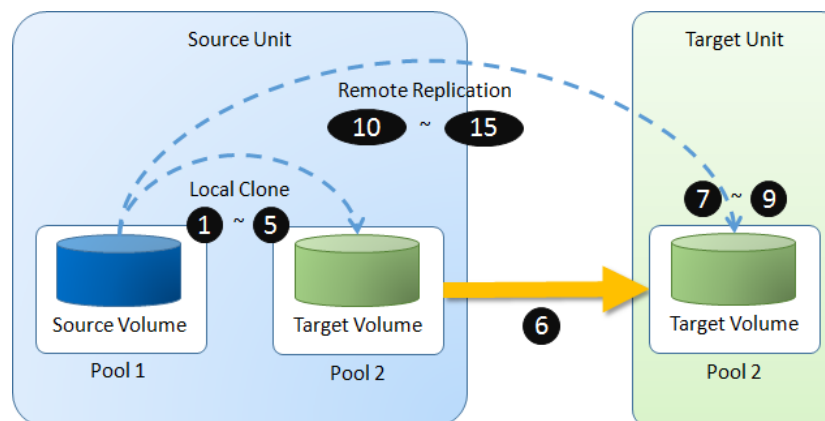 Source Unit
Target Unit
Remote Replication
10 ~ 15
Local Clone
7 ~ 9
1 ~ 5
Source Volume
Target Volume
6
Target Volume
Pool 1
Pool 2
Pool 2